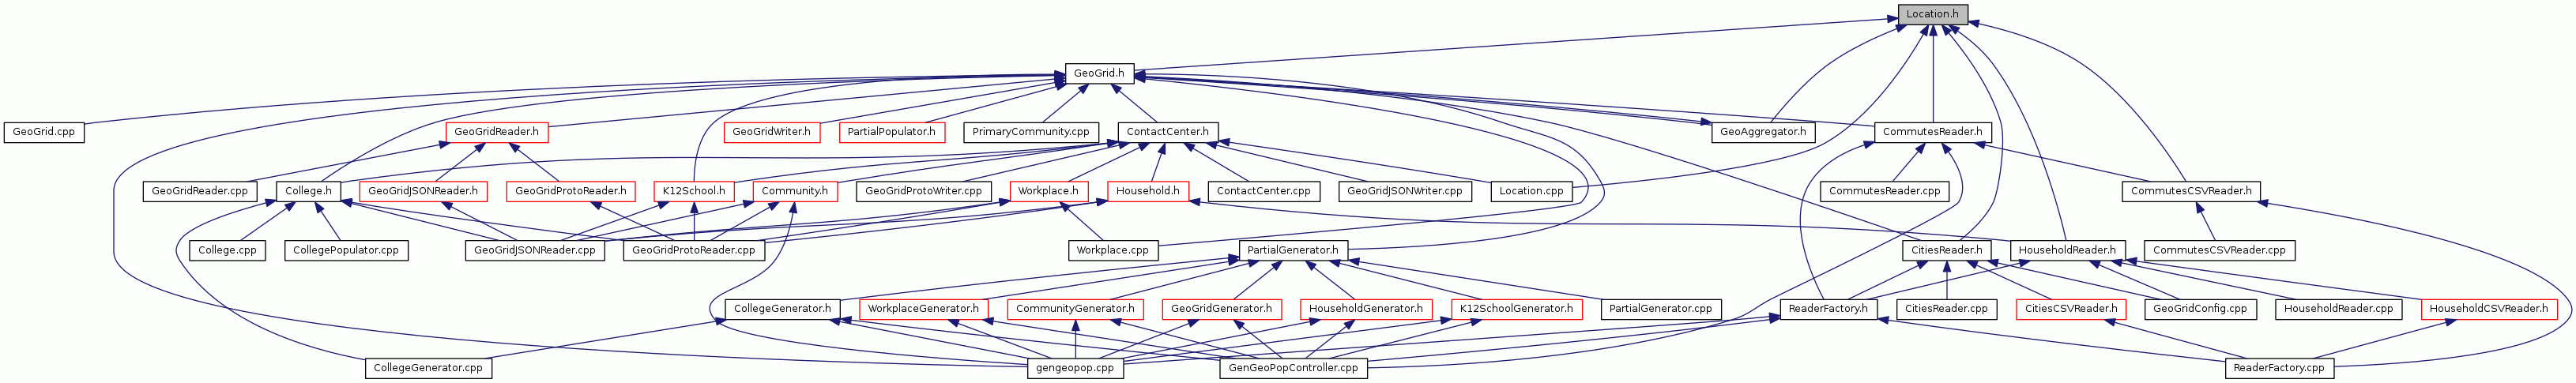 Location.h
GeoGrid.h
GeoGrid.cpp
GeoGridReader.h
GeoGridWriter.h
PartialPopulator.h
PrimaryCommunity.cpp
ContactCenter.h
GeoAggregator.h
CommutesReader.h
GeoGridReader.cpp
College.h
GeoGridJSONReader.h
GeoGridProtoReader.h
K12School.h
Community.h
GeoGridProtoWriter.cpp
Workplace.h
Household.h
ContactCenter.cpp
GeoGridJSONWriter.cpp
Location.cpp
CommutesReader.cpp
CommutesCSVReader.h
College.cpp
CollegePopulator.cpp
GeoGridJSONReader.cpp
GeoGridProtoReader.cpp
Workplace.cpp
PartialGenerator.h
CitiesReader.h
HouseholdReader.h
CommutesCSVReader.cpp
CollegeGenerator.h
WorkplaceGenerator.h
CommunityGenerator.h
GeoGridGenerator.h
HouseholdGenerator.h
K12SchoolGenerator.h
PartialGenerator.cpp
ReaderFactory.h
CitiesReader.cpp
CitiesCSVReader.h
GeoGridConfig.cpp
HouseholdReader.cpp
HouseholdCSVReader.h
CollegeGenerator.cpp
gengeopop.cpp
GenGeoPopController.cpp
ReaderFactory.cpp